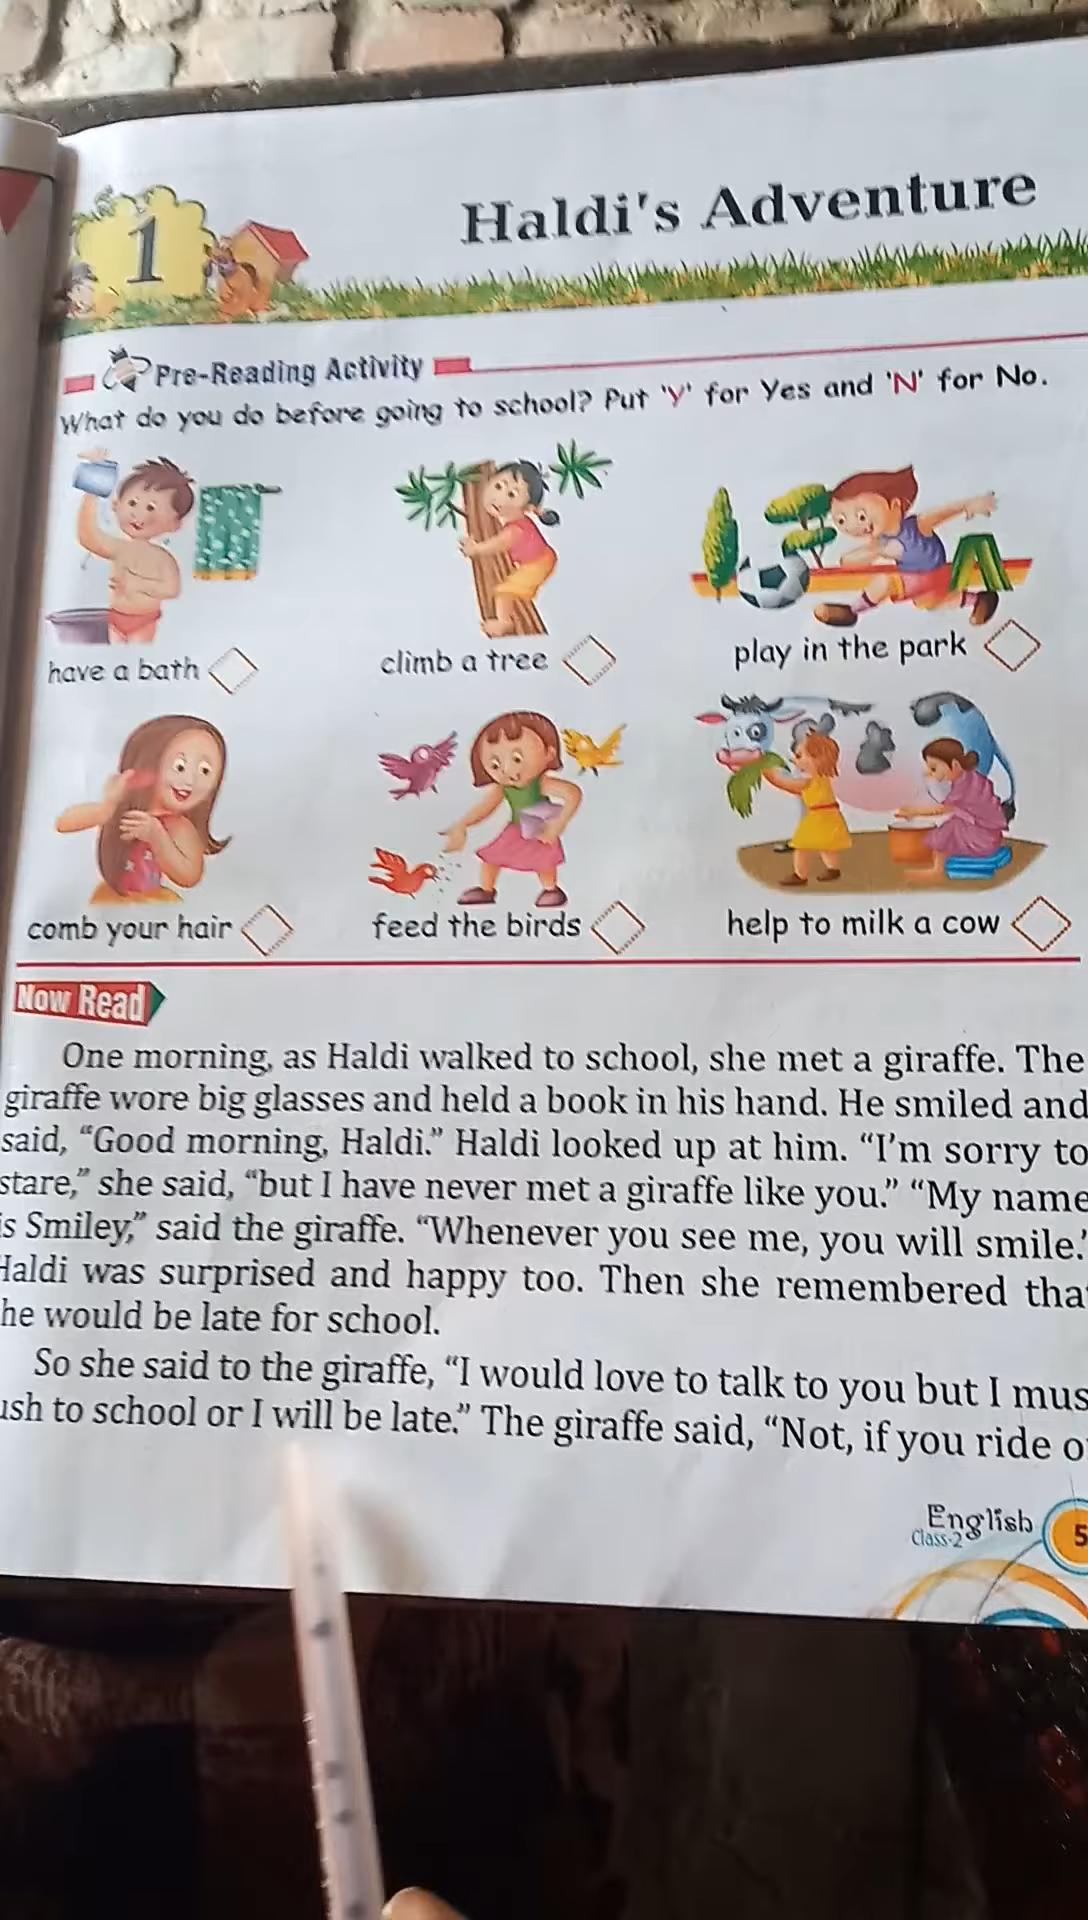 1
Haldi's Adventure
Pre-Reading Activity
What do you do before going to school? Put 'Y' for Yes and 'N' for No.
have a bath
climb a tree
play in the park
comb your hair
feed the birds
help to milk a cow
Now Read
One morning, as Haldi walked to school, she met a giraffe. The
giraffe wore big glasses and held a book in his hand. He smiled and
said, “Good morning, Haldi.” Haldi looked up at him. “I’m sorry to
stare,” she said, “but I have never met a giraffe like you.” “My name
is Smiley,” said the giraffe. “Whenever you see me, you will smile.”
Haldi was surprised and happy too. Then she remembered tha
he would be late for school.
So she said to the giraffe, “I would love to talk to you but I mus
ush to school or I will be late.” The giraffe said, “Not, if you ride o
English
Class-2
5